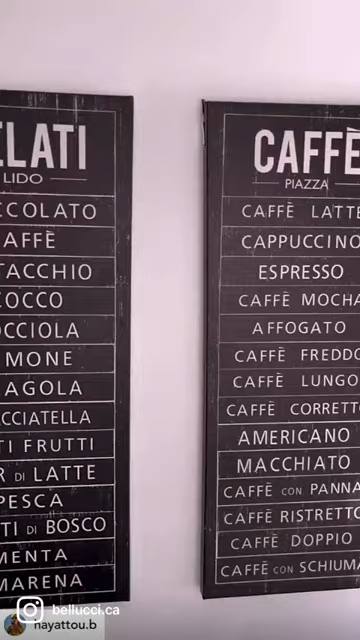 ELATI
LIDO
CCOLATO
AFFÈ
TACCHIO
COCCO
OCCIOLA
MONE
AGOLA
CCIATELLA
TI FRUTTI
R DI LATTE
PESCA
TI DI BOSCO
MENTA
MARENA
CAFFÈ
PIAZZA
CAFFÈ LATTE
CAPPUCCINO
ESPRESSO
CAFFÈ MOCHA
AFFOGATO
CAFFÈ FREDDO
CAFFÈ LUNGO
CAFFÈ CORRETTO
AMERICANO
MACCHIATO
CAFFÈ CON PANNA
CAFFÈ RISTRETTO
CAFFÈ DOPPIO
CAFFÈ CON SCHIUMA
bellucci.ca
nayattou.b